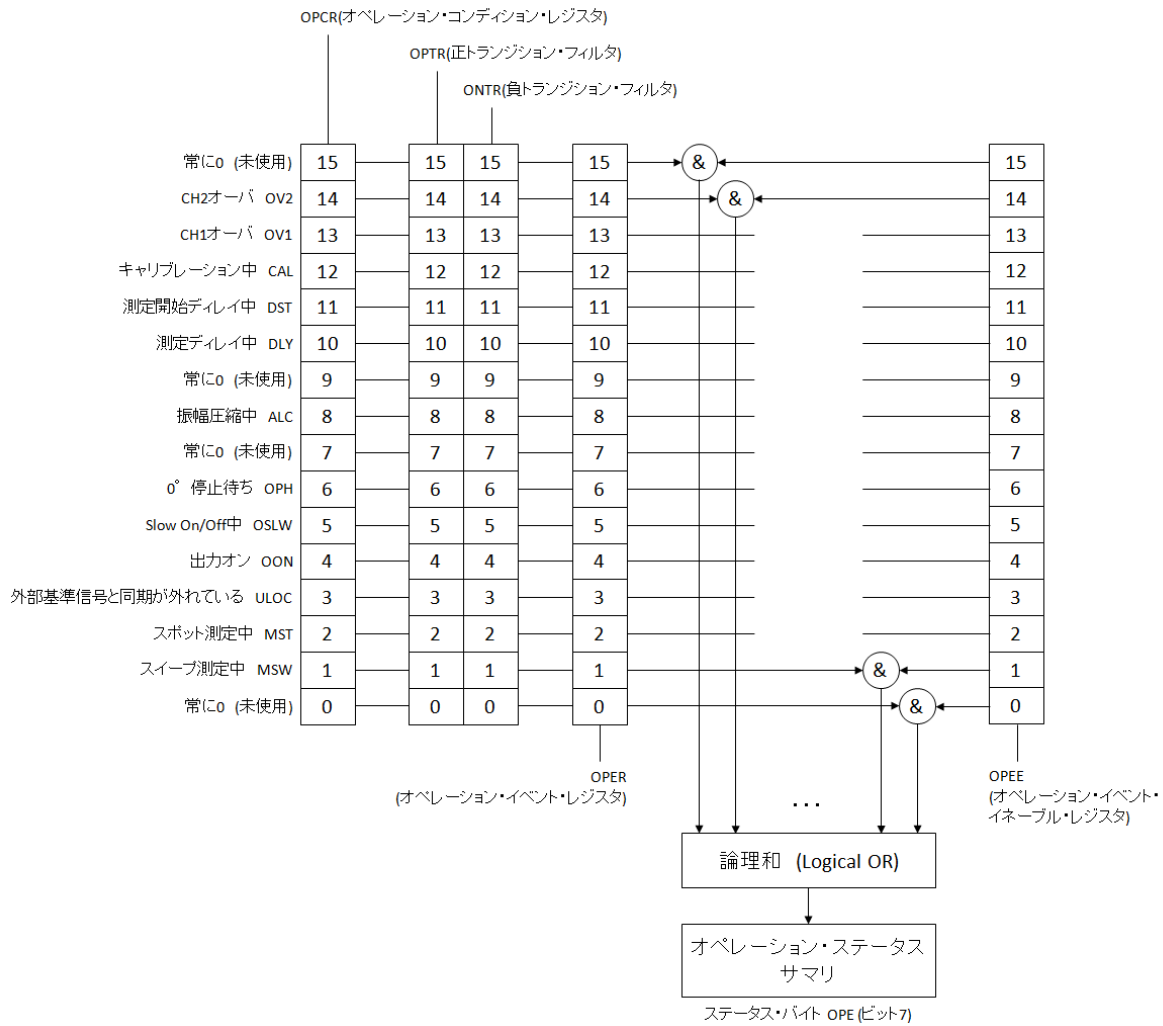 OPCR(オペレーション・コンディション・レジスタ)
OPTR(正トランジション・フィルタ)
ONTR(負トランジション・フィルタ)
常に0 (未使用) 15 15 15 15 & 15
CH2オーバ OV2 14 14 14 14 & 14
CH1オーバ OV1 13 13 13 13 13
キャリブレーション中 CAL 12 12 12 12 12
測定開始ディレイ中 DST 11 11 11 11 11
測定ディレイ中 DLY 10 10 10 10 10
常に0 (未使用) 9 9 9 9 9
振幅圧縮中 ALC 8 8 8 8 8
常に0 (未使用) 7 7 7 7 7
0°停止待ち OPH 6 6 6 6 6
Slow On/Off中 OSLW 5 5 5 5 5
出力オン OON 4 4 4 4 4
外部基準信号と同期が外れている ULOC 3 3 3 3 3
スポット測定中 MST 2 2 2 2 2
スイープ測定中 MSW 1 1 1 1 & 1
常に0 (未使用) 0 0 0 0 & 0
OPER
(オペレーション・イベント・レジスタ)
OPEE
(オペレーション・イベント・
イネーブル・レジスタ)
...
論理和 (Logical OR)
オペレーション・ステータス
サマリ
ステータス・バイト OPE (ビット7)